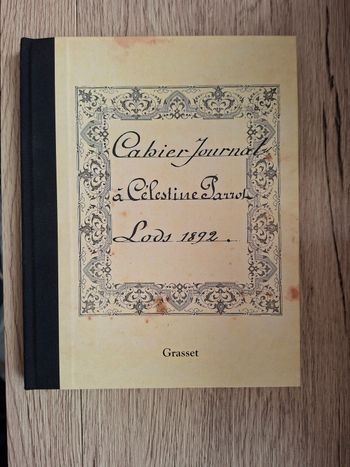 Cahier Journal
à Célestine Parrot
Lods 1892.
Grasset